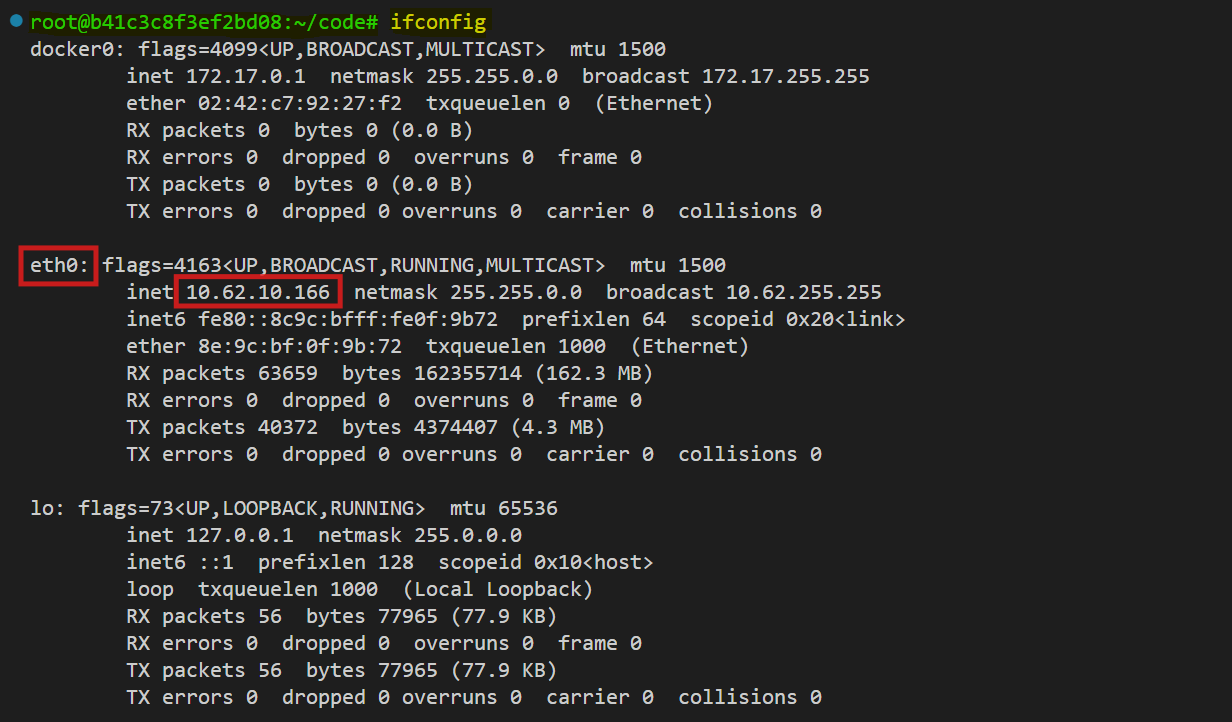 root@b41c3c8f3ef2bd08:~/code# ifconfig
docker0: flags=4099<UP,BROADCAST,MULTICAST>  mtu 1500
        inet 172.17.0.1  netmask 255.255.0.0  broadcast 172.17.255.255
        ether 02:42:c7:92:27:f2  txqueuelen 0  (Ethernet)
        RX packets 0  bytes 0 (0.0 B)
        RX errors 0  dropped 0  overruns 0  frame 0
        TX packets 0  bytes 0 (0.0 B)
        TX errors 0  dropped 0 overruns 0  carrier 0  collisions 0

eth0: flags=4163<UP,BROADCAST,RUNNING,MULTICAST>  mtu 1500
        inet 10.62.10.166  netmask 255.255.0.0  broadcast 10.62.255.255
        inet6 fe80::8c9c:bfff:fe0f:9b72  prefixlen 64  scopeid 0x20<link>
        ether 8e:9c:bf:0f:9b:72  txqueuelen 1000  (Ethernet)
        RX packets 63659  bytes 162355714 (162.3 MB)
        RX errors 0  dropped 0  overruns 0  frame 0
        TX packets 40372  bytes 4374407 (4.3 MB)
        TX errors 0  dropped 0 overruns 0  carrier 0  collisions 0

lo: flags=73<UP,LOOPBACK,RUNNING>  mtu 65536
        inet 127.0.0.1  netmask 255.0.0.0
        inet6 ::1  prefixlen 128  scopeid 0x10<host>
        loop  txqueuelen 1000  (Local Loopback)
        RX packets 56  bytes 77965 (77.9 KB)
        RX errors 0  dropped 0  overruns 0  frame 0
        TX packets 56  bytes 77965 (77.9 KB)
        TX errors 0  dropped 0 overruns 0  carrier 0  collisions 0